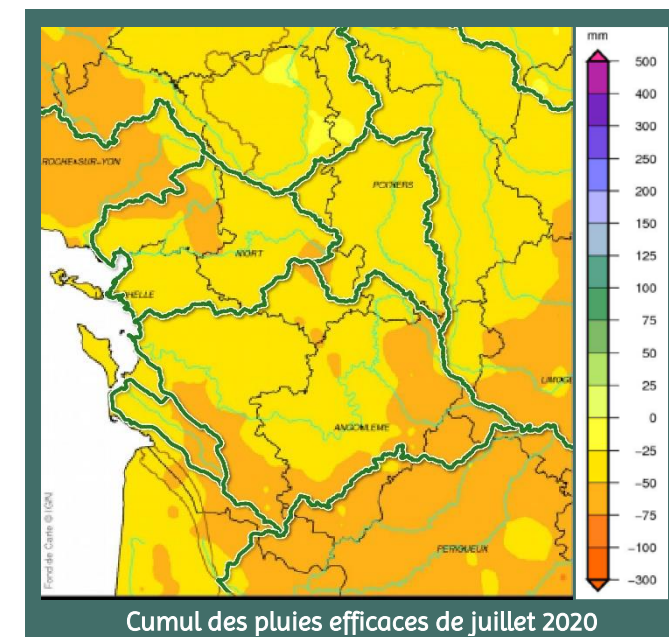 mm
500
400
300
250
200
150
125
100
75
50
25
0
-25
-50
-75
-100
-300
ROCHE-SUR-YON
POITIERS
NIORT
HELLE
LIMOGE
ANGOULEME
PERIGUEUX
Fond de Carte © IGN
Cumul des pluies efficaces de juillet 2020